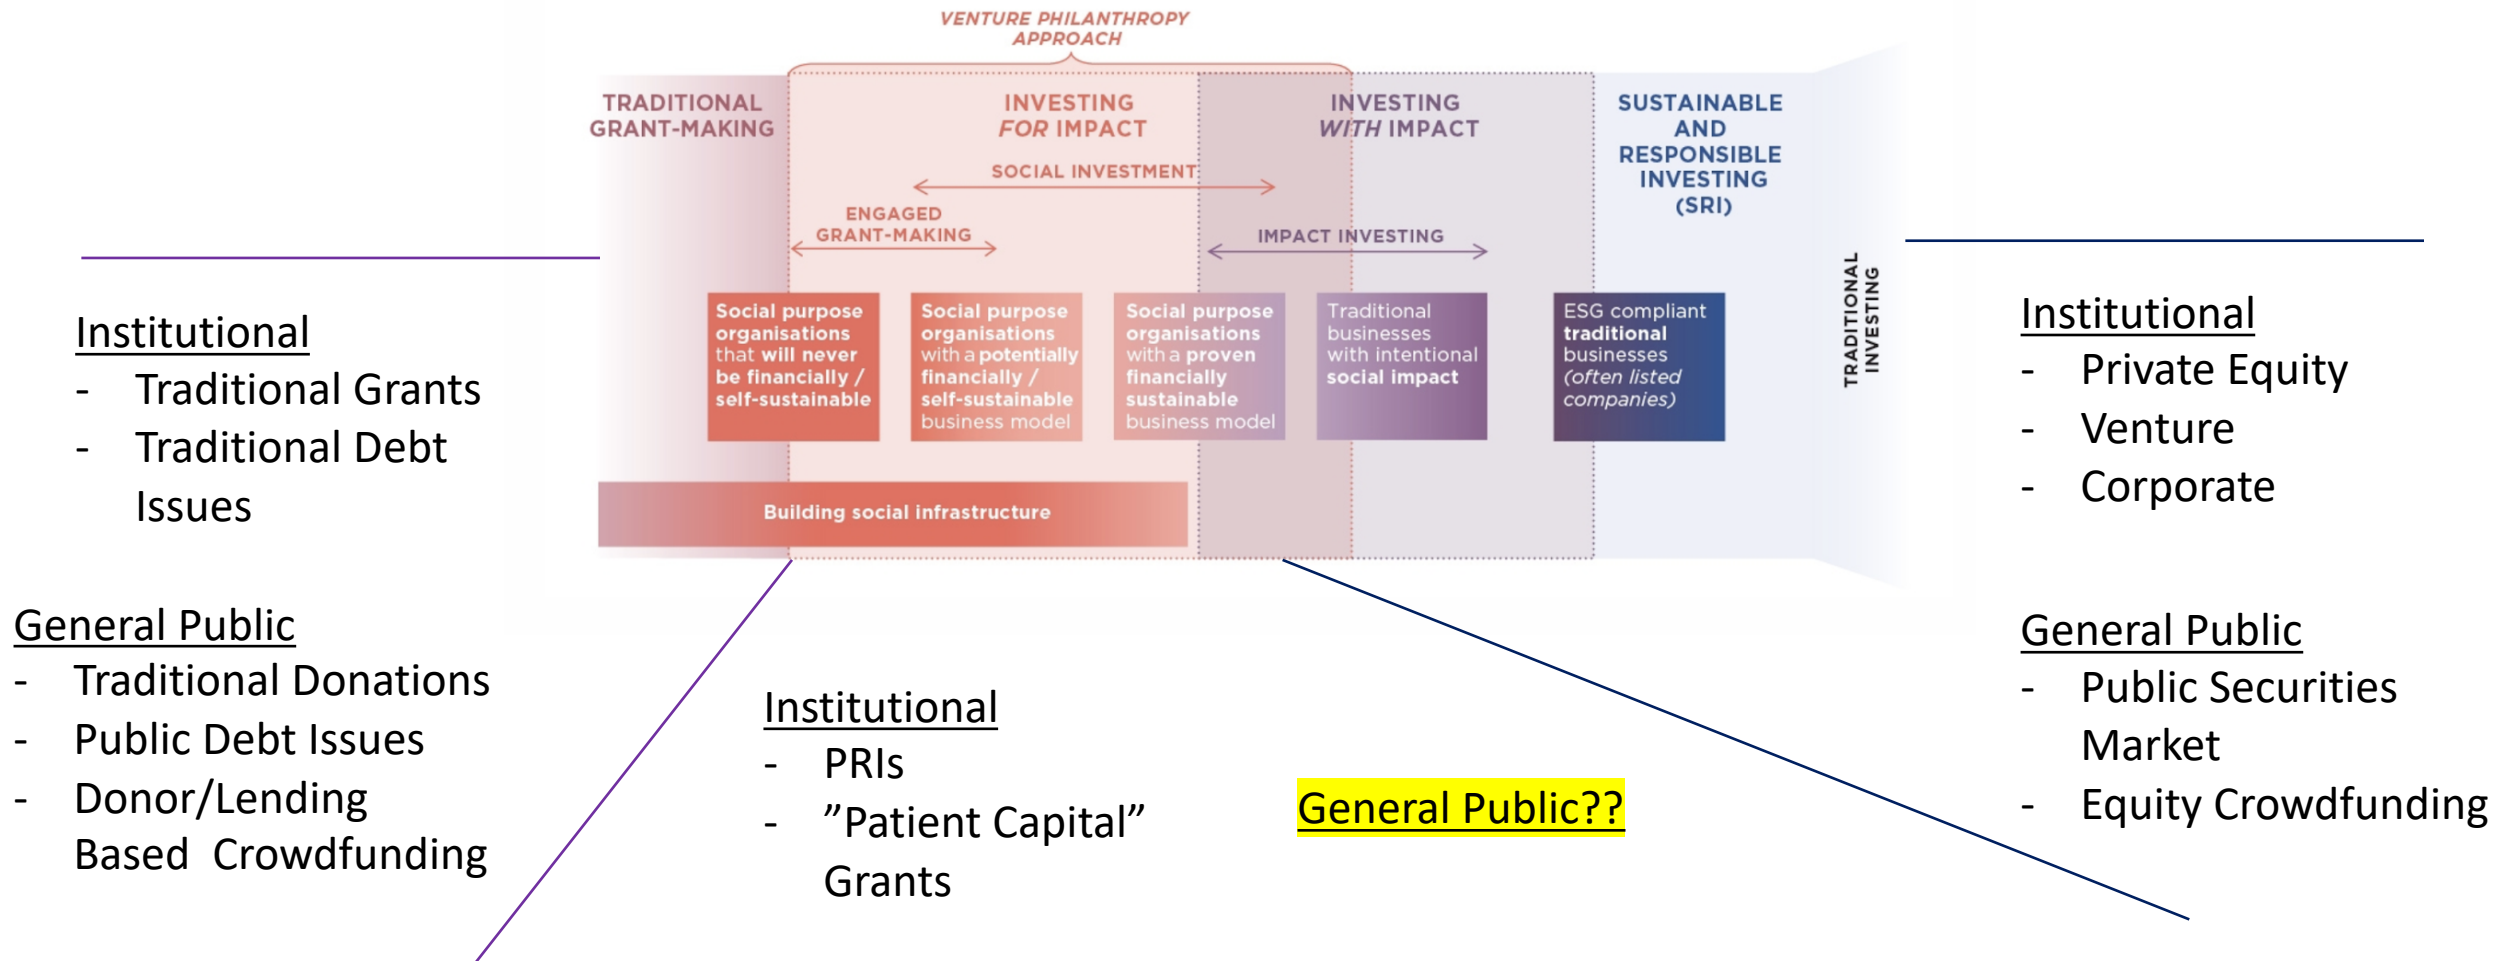 VENTURE PHILANTHROPY
APPROACH
TRADITIONAL
GRANT-MAKING
INVESTING
FOR IMPACT
INVESTING
WITH IMPACT
SUSTAINABLE
AND
RESPONSIBLE
INVESTING
(SRI)
SOCIAL INVESTMENT
ENGAGED
GRANT-MAKING
IMPACT INVESTING
TRADITIONAL
INVESTING
Social purpose
organisations
that will never
be financially /
self-sustainable
Social purpose
organisations
with a potentially
financially /
self-sustainable
business model
Social purpose
organisations
with a proven
financially
sustainable
business model
Traditional
businesses
with intentional
social impact
ESG compliant
traditional
businesses
(often listed
companies)
Building social infrastructure
Institutional
- Traditional Grants
- Traditional Debt
Issues
General Public
- Traditional Donations
- Public Debt Issues
- Donor/Lending
Based Crowdfunding
Institutional
- PRIs
- ”Patient Capital”
Grants
General Public??
Institutional
- Private Equity
- Venture
- Corporate
General Public
- Public Securities
Market
- Equity Crowdfunding